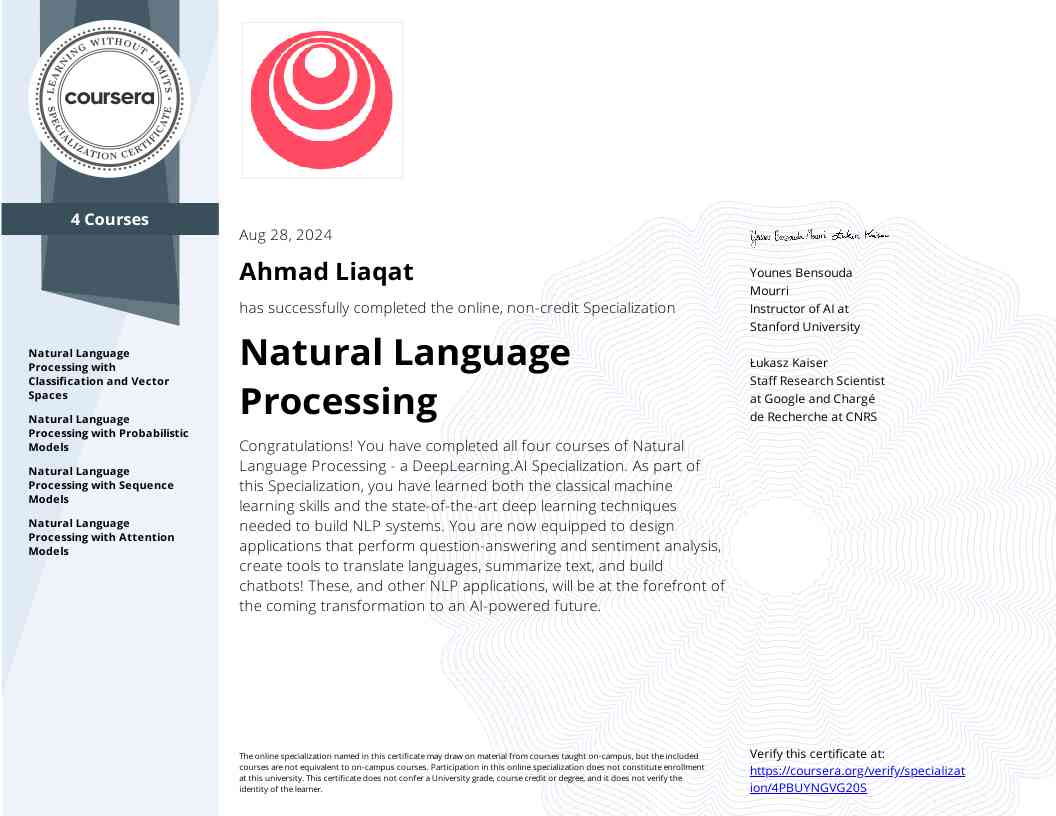 LEARNING WITHOUT LIMITS
coursera
SPECIALIZATION CERTIFICATE
4 Courses
Natural Language
Processing with
Classification and Vector
Spaces
Natural Language
Processing with Probabilistic
Models
Natural Language
Processing with Sequence
Models
Natural Language
Processing with Attention
Models
Aug 28, 2024
Ahmad Liaqat
has successfully completed the online, non-credit Specialization
Natural Language
Processing
Congratulations! You have completed all four courses of Natural
Language Processing - a DeepLearning.AI Specialization. As part of
this Specialization, you have learned both the classical machine
learning skills and the state-of-the-art deep learning techniques
needed to build NLP systems. You are now equipped to design
applications that perform question-answering and sentiment analysis,
create tools to translate languages, summarize text, and build
chatbots! These, and other NLP applications, will be at the forefront of
the coming transformation to an AI-powered future.
The online specialization named in this certificate may draw on material from courses taught on-campus, but the included
courses are not equivalent to on-campus courses. Participation in this online specialization does not constitute enrollment
at this university. This certificate does not confer a University grade, course credit or degree, and it does not verify the
identity of the learner.
Younes Bensouda Mourri Łukasz Kaiser
Younes Bensouda
Mourri
Instructor of AI at
Stanford University
Łukasz Kaiser
Staff Research Scientist
at Google and Chargé
de Recherche at CNRS
Verify this certificate at:
https://coursera.org/verify/specializat
ion/4PBUYNGVG20S